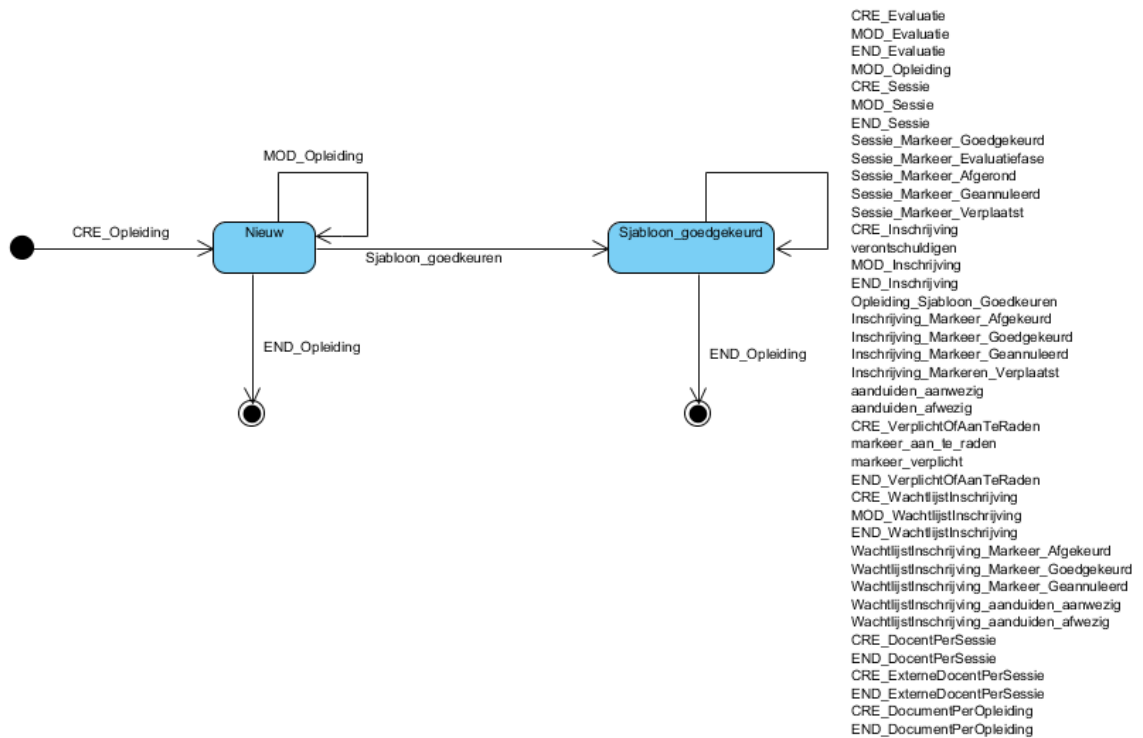 MOD_Opleiding
CRE_Opleiding
Nieuw
Sjabloon_goedkeuren
Sjabloon_goedgekeurd
END_Opleiding
END_Opleiding
CRE_Evaluatie
MOD_Evaluatie
END_Evaluatie
MOD_Opleiding
CRE_Sessie
MOD_Sessie
END_Sessie
Sessie_Markeer_Goedgekeurd
Sessie_Markeer_Evaluatiefase
Sessie_Markeer_Afgerond
Sessie_Markeer_Geannuleerd
Sessie_Markeer_Verplaatst
CRE_Inschrijving
verontschuldigen
MOD_Inschrijving
END_Inschrijving
Opleiding_Sjabloon_Goedkeuren
Inschrijving_Markeer_Afgekeurd
Inschrijving_Markeer_Goedgekeurd
Inschrijving_Markeer_Geannuleerd
Inschrijving_Markeren_Verplaatst
aanduiden_aanwezig
aanduiden_afwezig
CRE_VerplichtOfAanTeRaden
markeer_aan_te_raden
markeer_verplicht
END_VerplichtOfAanTeRaden
CRE_WachtlijstInschrijving
MOD_WachtlijstInschrijving
END_WachtlijstInschrijving
WachtlijstInschrijving_Markeer_Afgekeurd
WachtlijstInschrijving_Markeer_Goedgekeurd
WachtlijstInschrijving_Markeer_Geannuleerd
WachtlijstInschrijving_aanduiden_aanwezig
WachtlijstInschrijving_aanduiden_afwezig
CRE_DocentPerSessie
END_DocentPerSessie
CRE_ExterneDocentPerSessie
END_ExterneDocentPerSessie
CRE_DocumentPerOpleiding
END_DocumentPerOpleiding